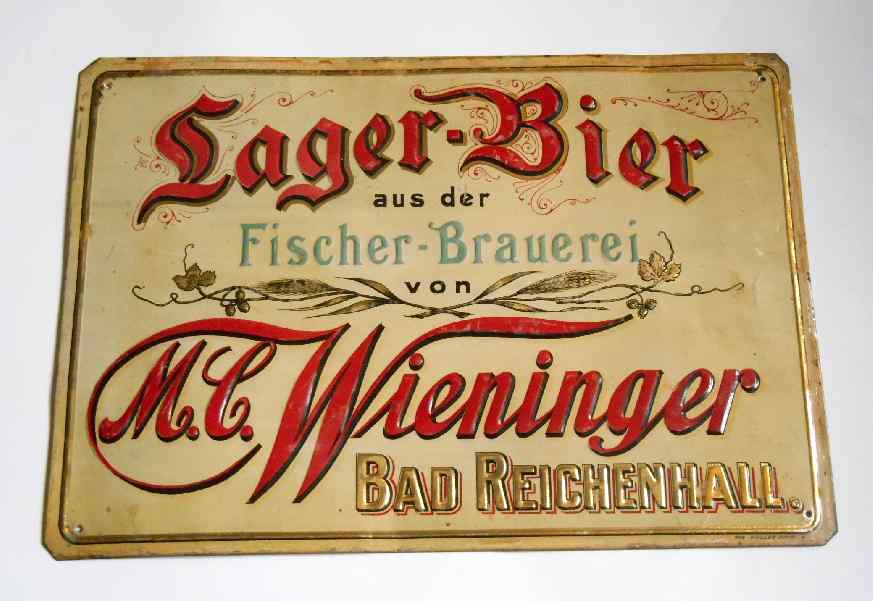 Lager-Bier
aus der
Fischer-Brauerei
von
M.C. Wieninger
BAD REICHENHALL.